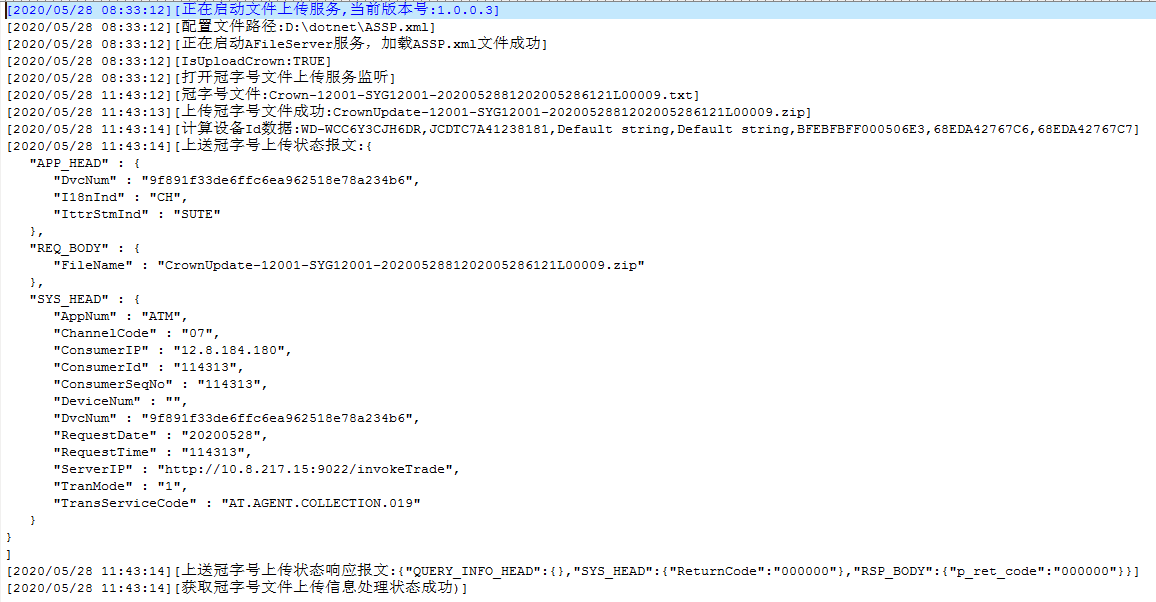 [2020/05/28 08:33:12][正在启动文件上传服务,当前版本号:1.0.0.3]
[2020/05/28 08:33:12][配置文件路径:D:\dotnet\ASSP.xml]
[2020/05/28 08:33:12][正在启动AFileServer服务，加载ASSP.xml文件成功]
[2020/05/28 08:33:12][IsUploadCrown:TRUE]
[2020/05/28 08:33:12][打开冠字号文件上传服务监听]
[2020/05/28 11:43:12][冠字号文件:Crown-12001-SYG12001-2020052881202005286121L00009.txt]
[2020/05/28 11:43:13][上传冠字号文件成功:CrownUpdate-12001-SYG12001-2020052881202005286121L00009.zip]
[2020/05/28 11:43:14][计算设备Id数据:WD-WCC6Y3CJH6DR,JCDTC7A41238181,Default string,Default string,BFEBFBFF000506E3,68EDA42767C6,68EDA42767C7]
[2020/05/28 11:43:14][上送冠字号上传状态报文:{
   "APP_HEAD" : {
      "DvcNum" : "9f891f33de6ffc6ea962518e78a234b6",
      "I18nInd" : "CH",
      "IttrStmInd" : "SUTE"
   },
   "REQ_BODY" : {
      "FileName" : "CrownUpdate-12001-SYG12001-2020052881202005286121L00009.zip"
   },
   "SYS_HEAD" : {
      "AppNum" : "ATM",
      "ChannelCode" : "07",
      "ConsumerIP" : "12.8.184.180",
      "ConsumerId" : "114313",
      "ConsumerSeqNo" : "114313",
      "DeviceNum" : "",
      "DvcNum" : "9f891f33de6ffc6ea962518e78a234b6",
      "RequestDate" : "20200528",
      "RequestTime" : "114313",
      "ServerIP" : "http://10.8.217.15:9022/invokeTrade",
      "TranMode" : "1",
      "TransServiceCode" : "AT.AGENT.COLLECTION.019"
   }
}
]
[2020/05/28 11:43:14][上送冠字号上传状态响应报文:{"QUERY_INFO_HEAD":{},"SYS_HEAD":{"ReturnCode":"000000"},"RSP_BODY":{"p_ret_code":"000000"}}]
[2020/05/28 11:43:14][获取冠字号文件上传信息处理状态成功)]